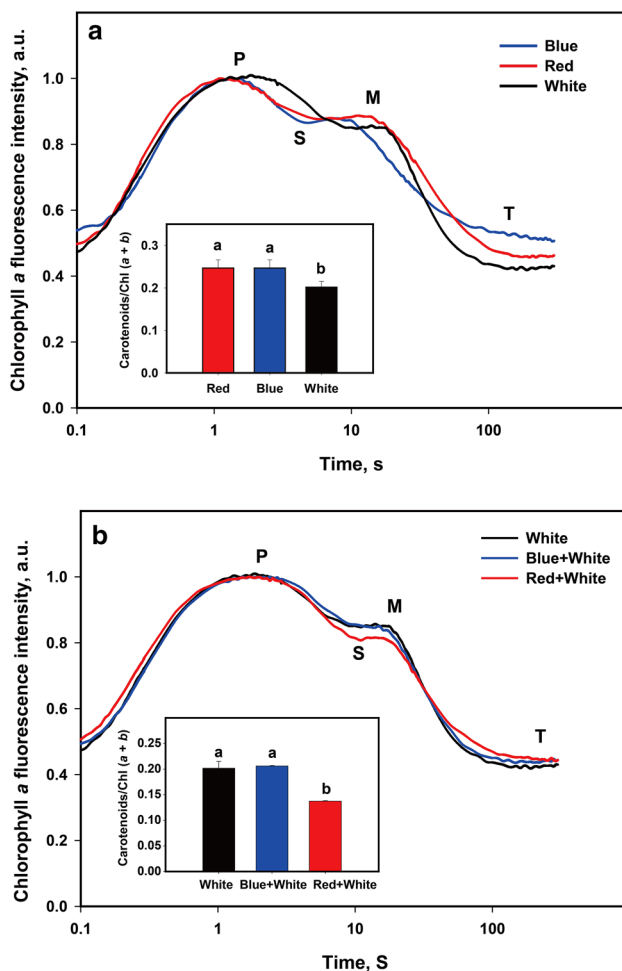 a
Blue
Red
White
P
S
M
T
Chlorophyll a fluorescence intensity, a.u.
1.0
0.8
0.6
0.4
0.2
0.0
Carotenoids/Chl (a + b)
0.3
0.2
0.1
0.0
a
a
b
Red Blue White
0.1 1 10 100
Time, s
b
White
Blue+White
Red+White
P
M
S
T
Chlorophyll a fluorescence intensity, a.u.
1.0
0.8
0.6
0.4
0.2
0.0
Carotenoids/Chl (a + b)
0.25
0.20
0.15
0.10
0.05
0.00
a
a
b
White Blue+White Red+White
0.1 1 10 100
Time, S